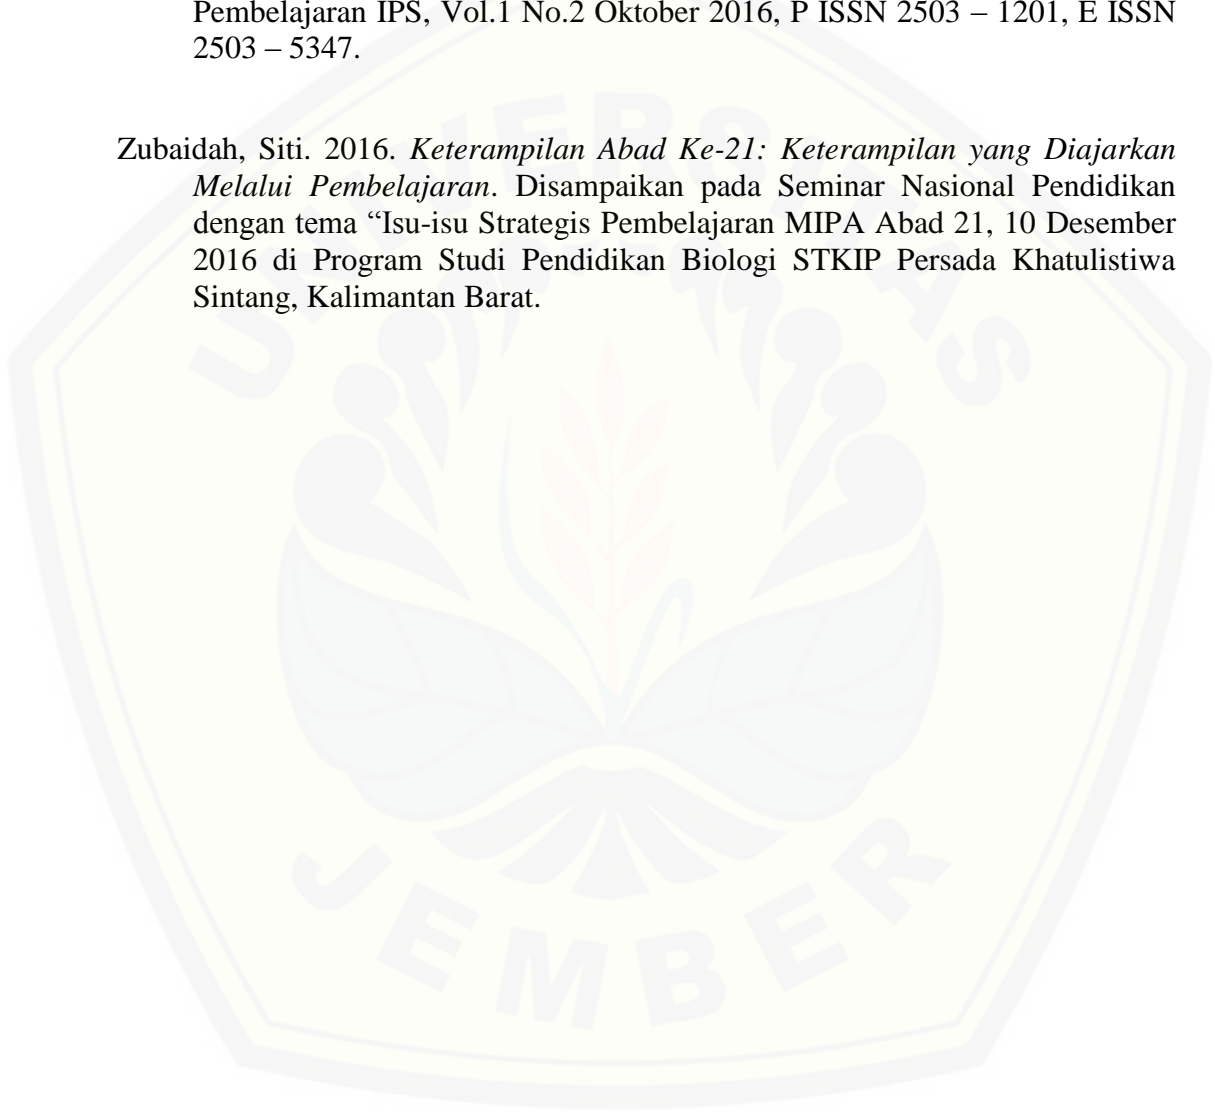 Pembelajaran IPS, Vol.1 No.2 Oktober 2016, P ISSN 2503 – 1201, E ISSN
2503 – 5347.
Zubaidah, Siti. 2016. Keterampilan Abad Ke-21: Keterampilan yang Diajarkan
Melalui Pembelajaran. Disampaikan pada Seminar Nasional Pendidikan
dengan tema “Isu-isu Strategis Pembelajaran MIPA Abad 21, 10 Desember
2016 di Program Studi Pendidikan Biologi STKIP Persada Khatulistiwa
Sintang, Kalimantan Barat.
UNIVERSITAS
JEMBER